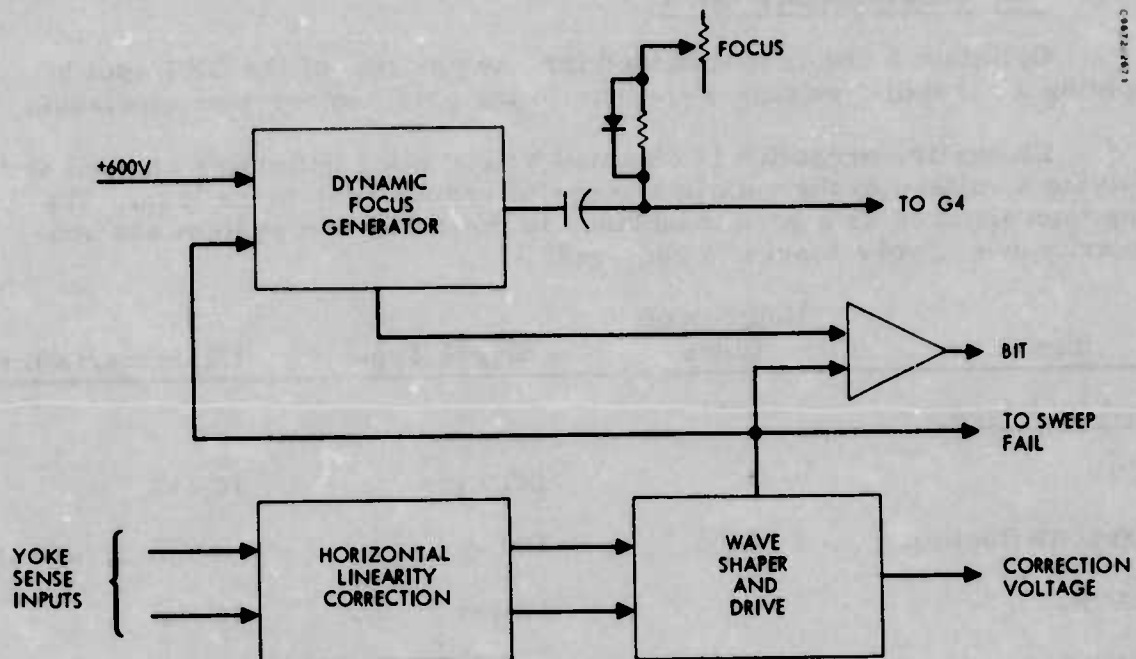 FOCUS
+600V
DYNAMIC
FOCUS
GENERATOR
TO G4
BIT
TO SWEEP
FAIL
YOKE
SENSE
INPUTS
HORIZONTAL
LINEARITY
CORRECTION
WAVE
SHAPER
AND
DRIVE
CORRECTION
VOLTAGE